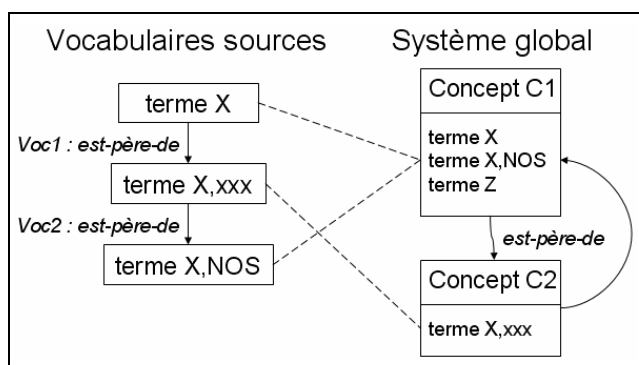 Vocabulaires sources
terme X
Voc1 : est-père-de
terme X,xxx
Voc2 : est-père-de
terme X,NOS
Système global
Concept C1
terme X
terme X,NOS
terme Z
est-père-de
Concept C2
terme X,xxx